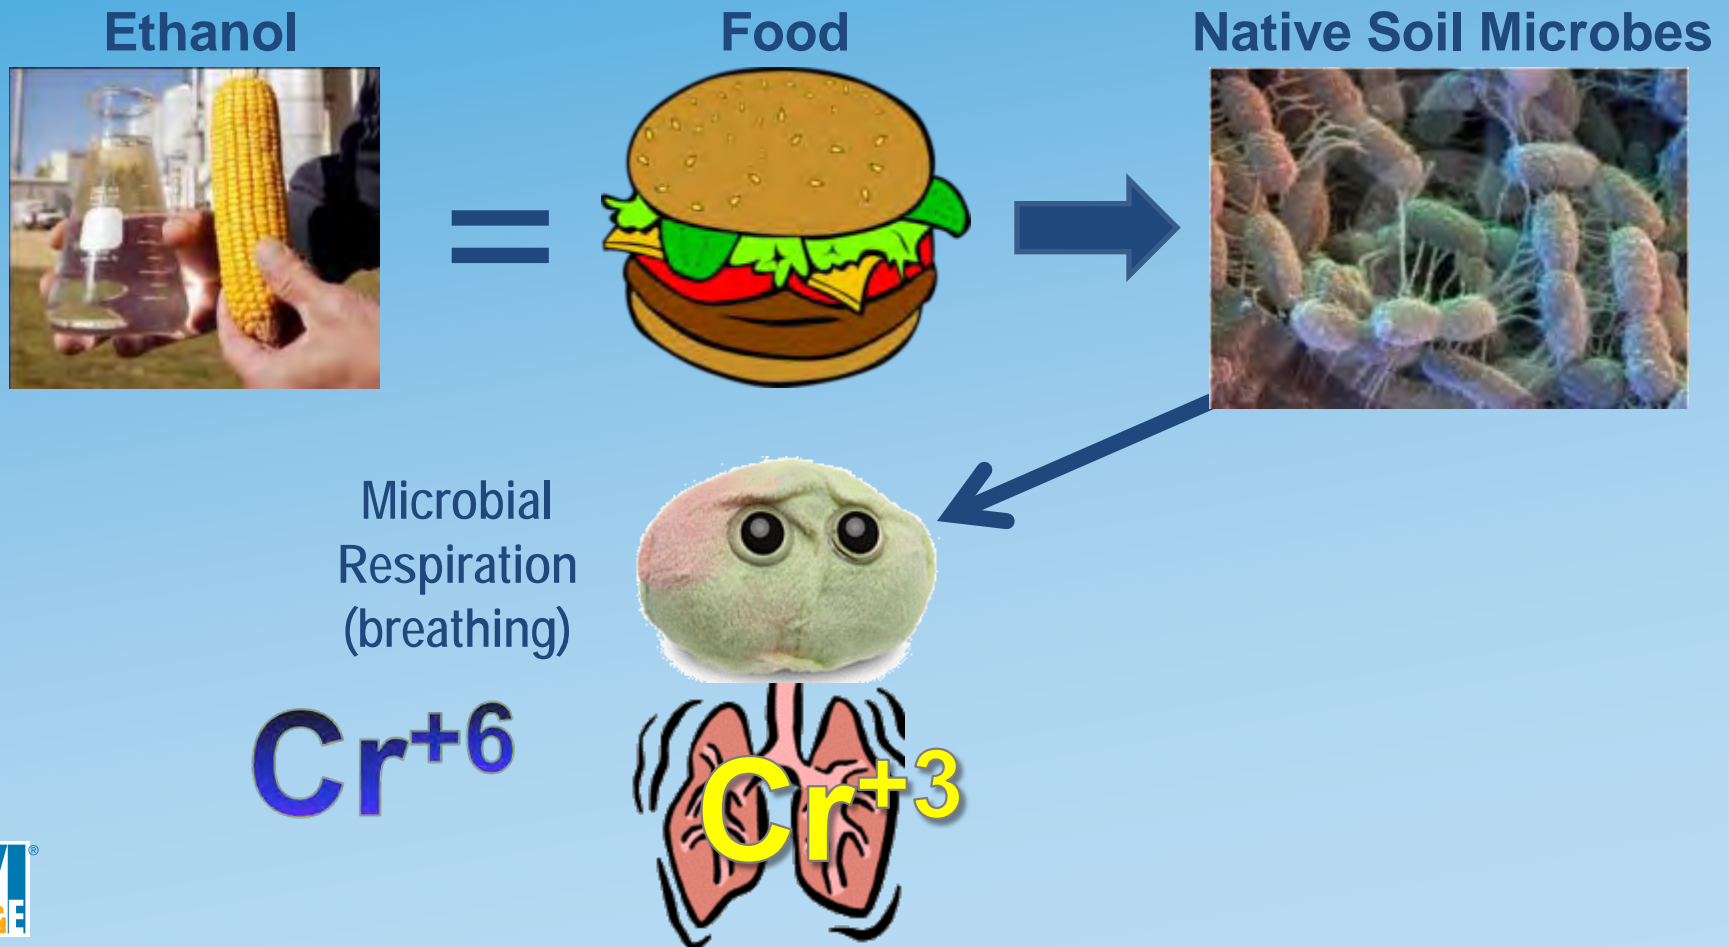 Ethanol
Food
Native Soil Microbes
Microbial
Respiration
(breathing)
Cr+6
Cr+3